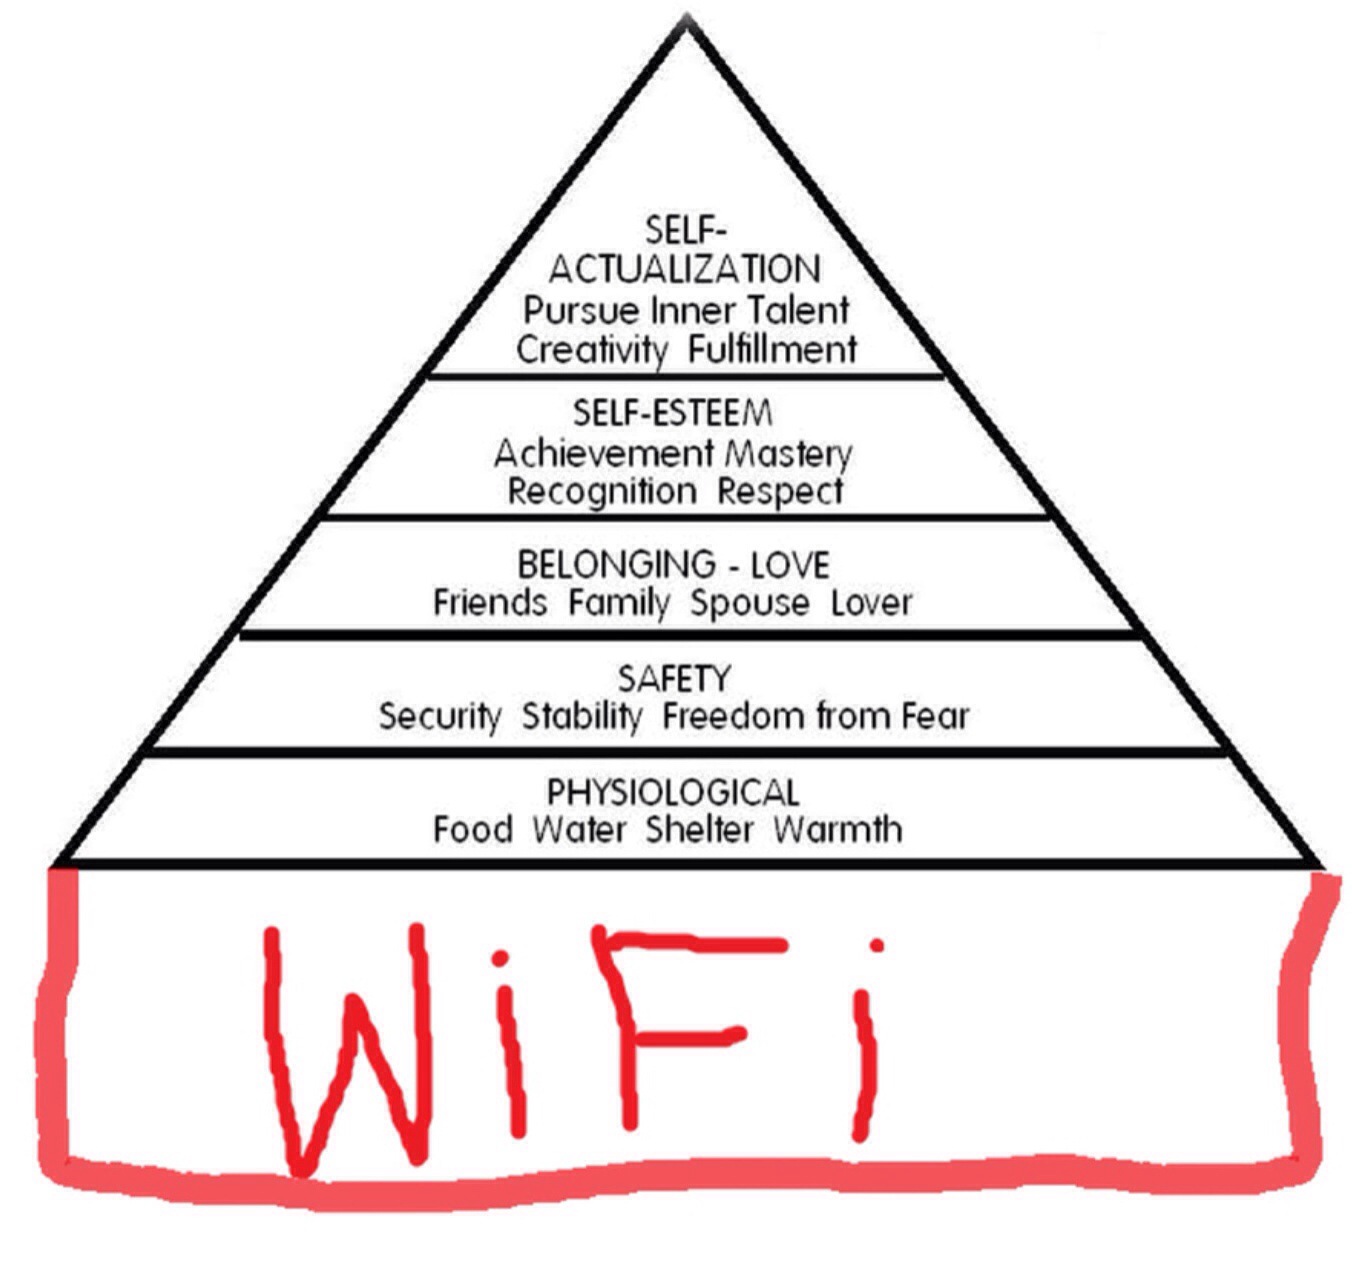 SELF-
ACTUALIZATION
Pursue Inner Talent
Creativity Fulfillment
SELF-ESTEEM
Achievement Mastery
Recognition Respect
BELONGING - LOVE
Friends Family Spouse Lover
SAFETY
Security Stability Freedom from Fear
PHYSIOLOGICAL
Food Water Shelter Warmth
WiFi